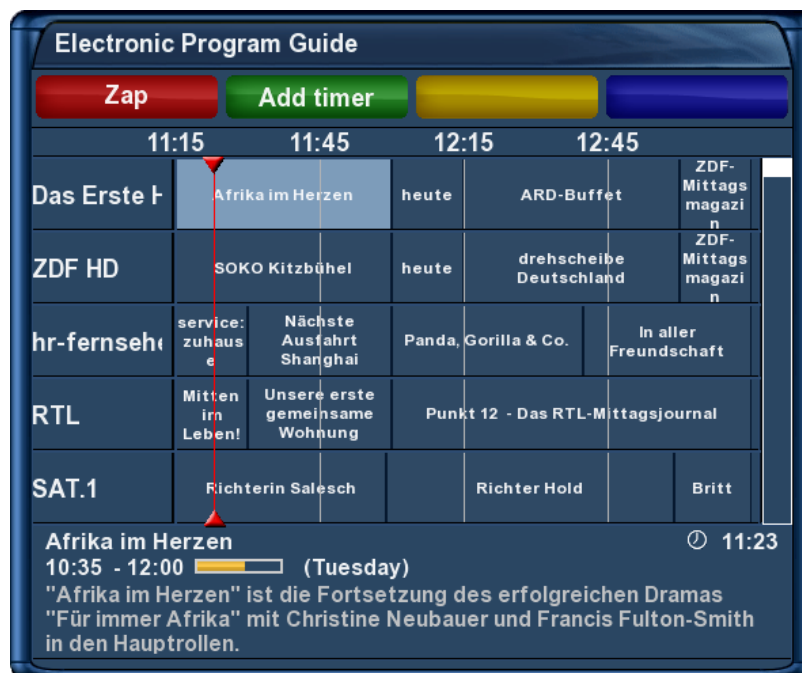 Electronic Program Guide
Zap
Add timer
11:15 11:45 12:15 12:45
Das Erste H
Afrika im Herzen
heute
ARD-Buffet
ZDF-
Mittags
magazi
n
ZDF HD
SOKO Kitzbühel
heute
drehscheibe
Deutschland
ZDF-
Mittags
magazi
n
hr-fernsehe
service:
zuhaus
e
Nächste
Ausfahrt
Shanghai
Panda, Gorilla & Co.
In aller
Freundschaft
RTL
Mitten
im
Leben!
Unsere erste
gemeinsame
Wohnung
Punkt 12 - Das RTL-Mittagsjournal
SAT.1
Richterin Salesch
Richter Hold
Britt
Afrika im Herzen
11:23
10:35 - 12:00 (Tuesday)
"Afrika im Herzen" ist die Fortsetzung des erfolgreichen Dramas
"Für immer Afrika" mit Christine Neubauer und Francis Fulton-Smith
in den Hauptrollen.